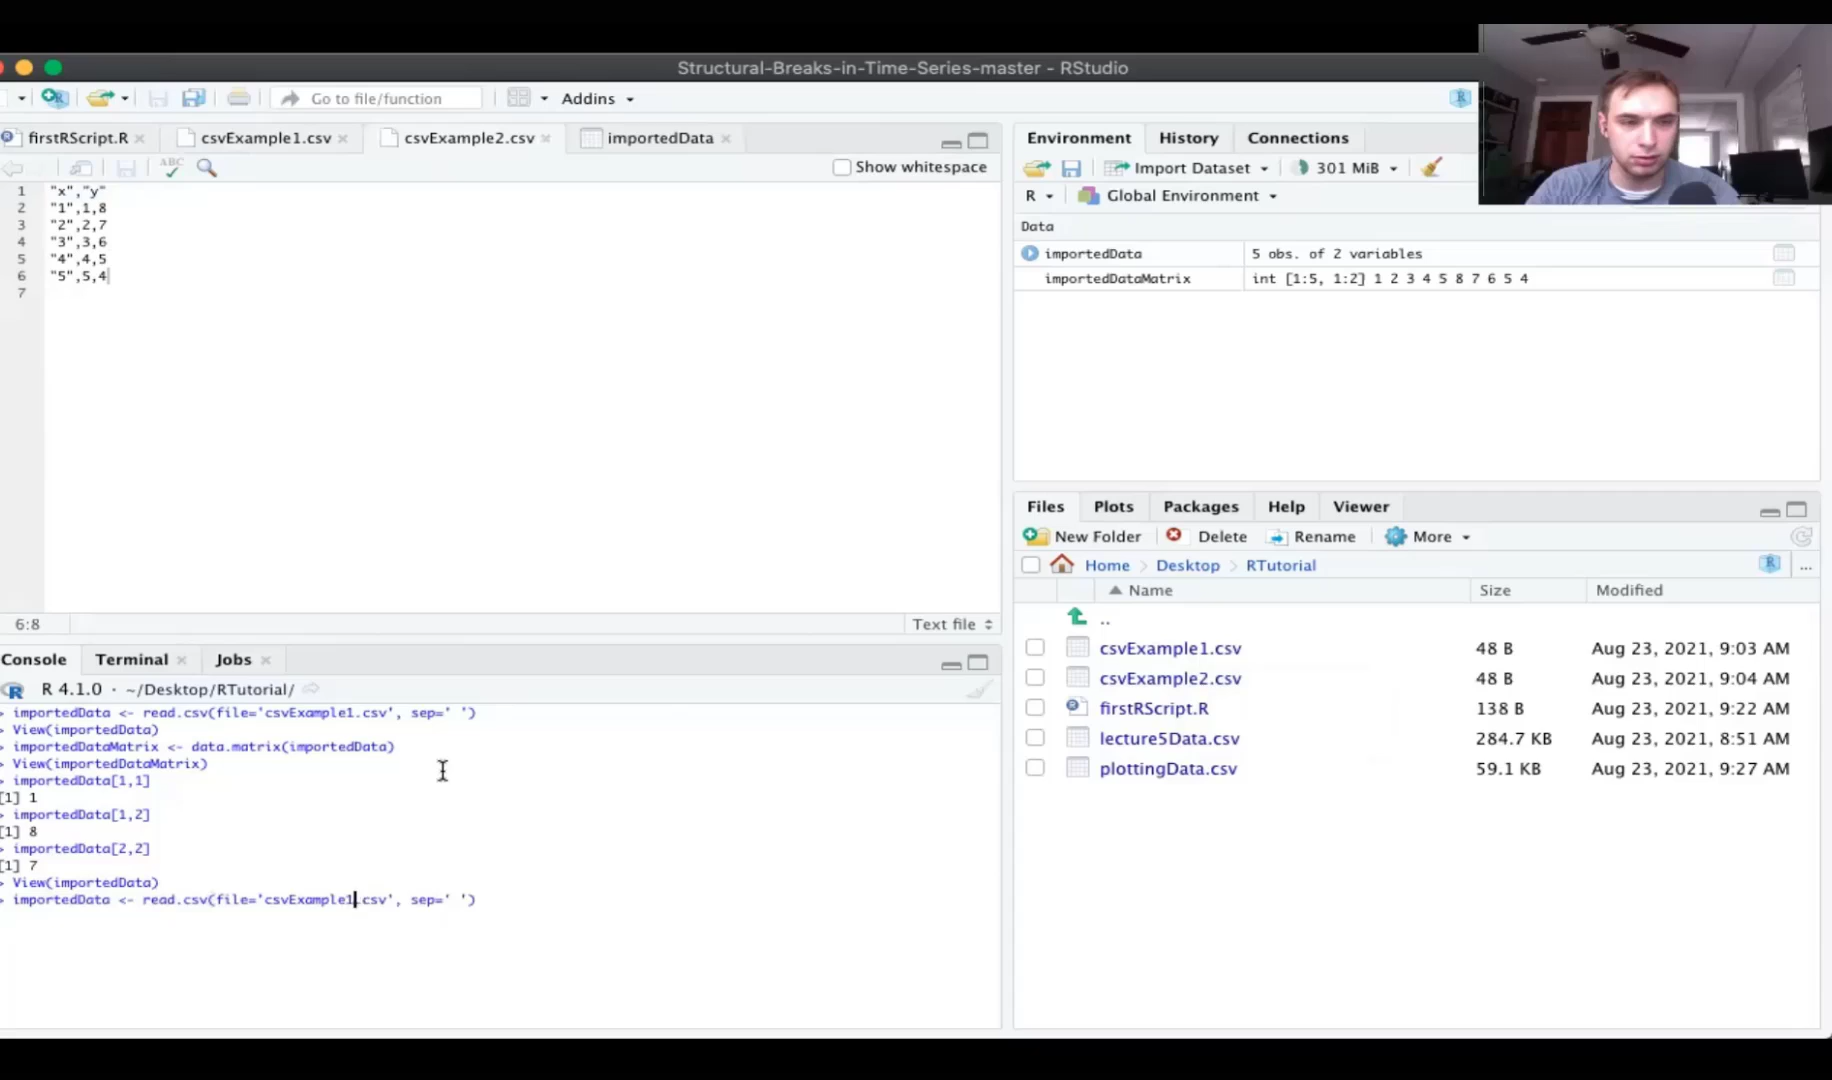 Structural-Breaks-in-Time-Series-master - RStudio
Go to file/function
Addins
firstRScript.R
csvExample1.csv
csvExample2.csv
importedData
ABC
Show whitespace
1 "x","y"
2 "1",1,8
3 "2",2,7
4 "3",3,6
5 "4",4,5
6 "5",5,4
7
6:8
Text file
Console
Terminal
Jobs
R 4.1.0 · ~/Desktop/RTutorial/
> importedData <- read.csv(file='csvExample1.csv', sep=' ')
> View(importedData)
> importedDataMatrix <- data.matrix(importedData)
> View(importedDataMatrix)
> importedData[1,1]
[1] 1
> importedData[1,2]
[1] 8
> importedData[2,2]
[1] 7
> View(importedData)
> importedData <- read.csv(file='csvExample1.csv', sep=' ')
Environment
History
Connections
Import Dataset
301 MiB
R
Global Environment
Data
importedData 5 obs. of 2 variables
importedDataMatrix int [1:5, 1:2] 1 2 3 4 5 8 7 6 5 4
Files
Plots
Packages
Help
Viewer
New Folder
Delete
Rename
More
Home > Desktop > RTutorial
R
...
Name Size Modified
..
csvExample1.csv 48 B Aug 23, 2021, 9:03 AM
csvExample2.csv 48 B Aug 23, 2021, 9:04 AM
firstRScript.R 138 B Aug 23, 2021, 9:22 AM
lecture5Data.csv 284.7 KB Aug 23, 2021, 8:51 AM
plottingData.csv 59.1 KB Aug 23, 2021, 9:27 AM